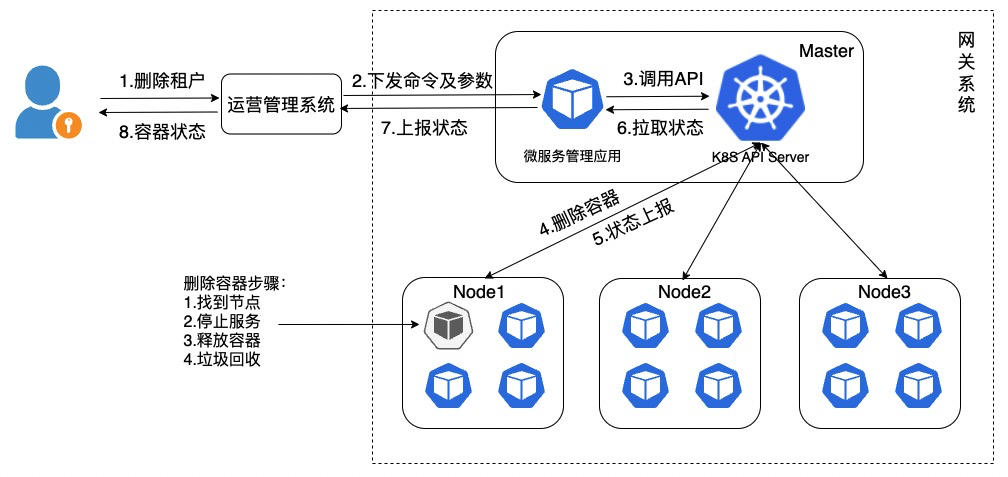 网关系统
Master
1.删除租户
运营管理系统
2.下发命令及参数
3.调用API
8.容器状态
7.上报状态
6.拉取状态
微服务管理应用
K8S API Server
4.删除容器
5.状态上报
删除容器步骤：
1.找到节点
2.停止服务
3.释放容器
4.垃圾回收
Node1
Node2
Node3